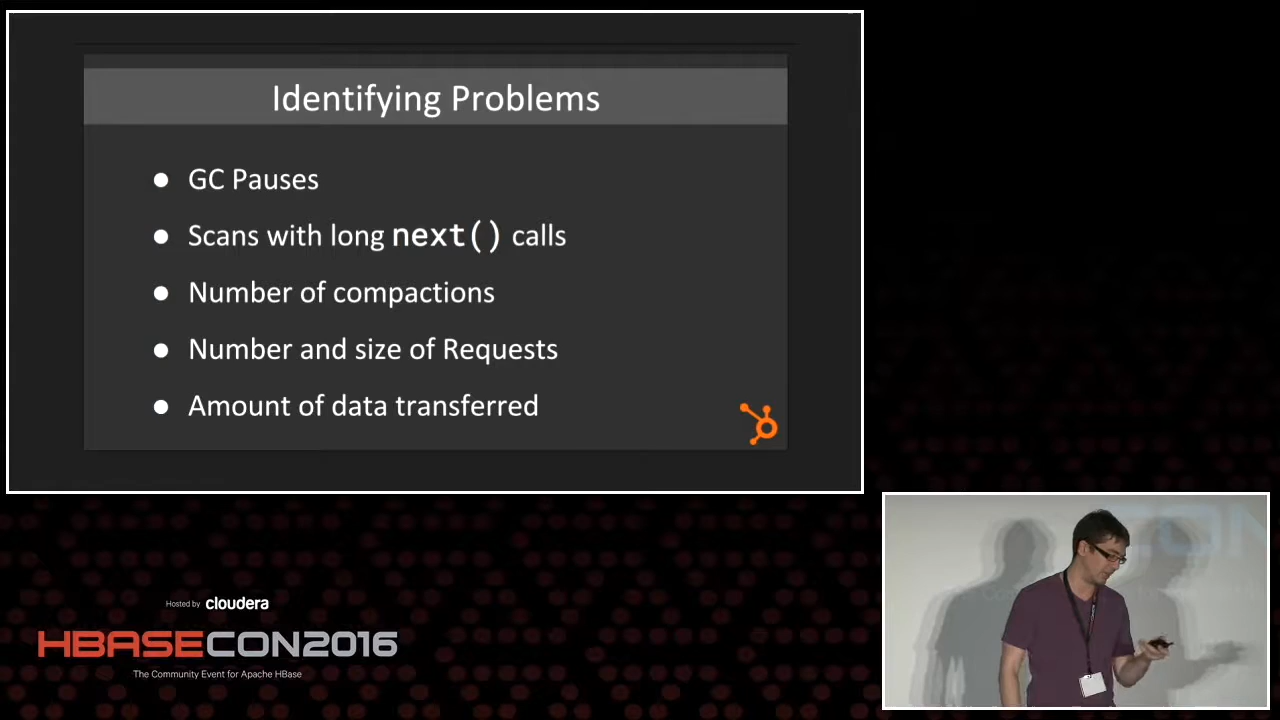 Identifying Problems
● GC Pauses
● Scans with long next() calls
● Number of compactions
● Number and size of Requests
● Amount of data transferred
Hosted by cloudera
HBASECON2016
The Community Event for Apache HBase
CON